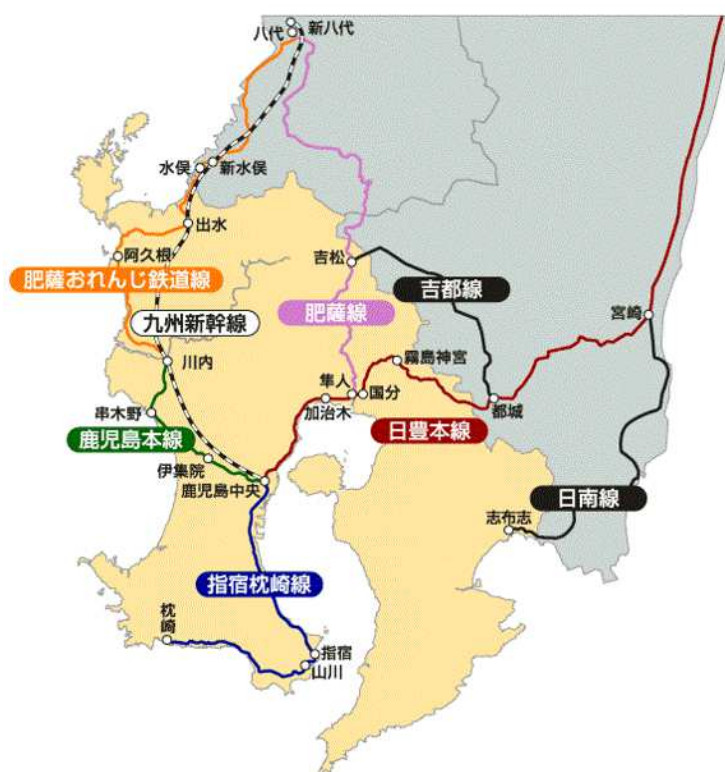 八代
新八代
水俣
新水俣
出水
阿久根
吉松
肥薩おれんじ鉄道線
吉都線
肥薩線
九州新幹線
宮崎
川内
霧島神宮
隼人
国分
都城
加治木
串木野
日豊本線
鹿児島本線
伊集院
鹿児島中央
日南線
志布志
指宿枕崎線
枕崎
指宿
山川